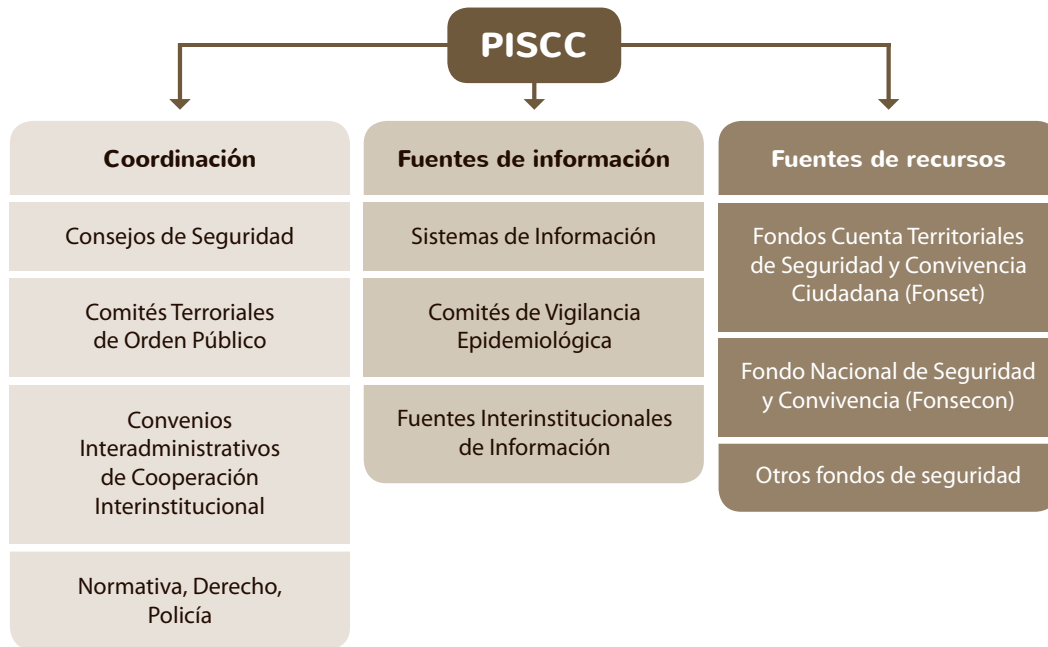 PISCC
Coordinación
Consejos de Seguridad
Comités Terroriales
de Orden Público
Convenios
Interadministrativos
de Cooperación
Interinstitucional
Normativa, Derecho,
Policía
Fuentes de información
Sistemas de Información
Comités de Vigilancia
Epidemiológica
Fuentes Interinstitucionales
de Información
Fuentes de recursos
Fondos Cuenta Territoriales
de Seguridad y Convivencia
Ciudadana (Fonset)
Fondo Nacional de Seguridad
y Convivencia (Fonsecon)
Otros fondos de seguridad